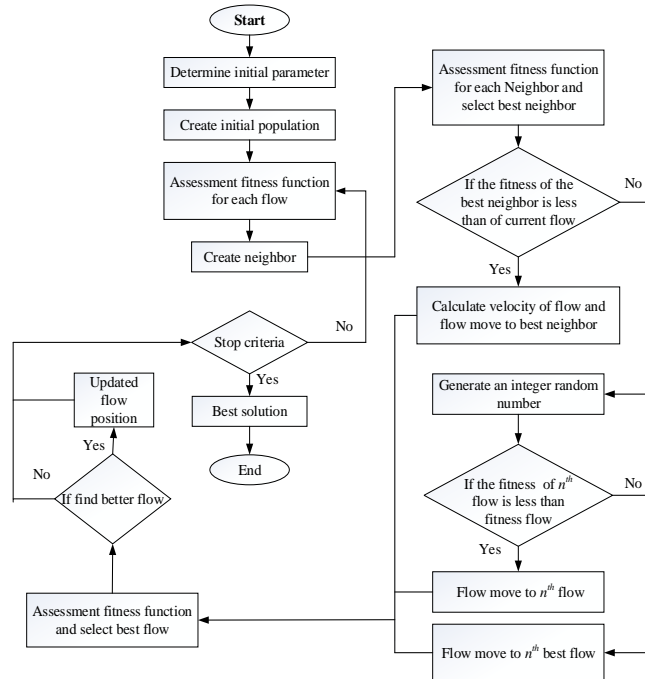 Start
Determine initial parameter
Create initial population
Assessment fitness function
for each flow
Create neighbor
Assessment fitness function
for each Neighbor and
select best neighbor
If the fitness of the
best neighbor is less
than of current flow
No
Yes
Calculate velocity of flow and
flow move to best neighbor
Generate an integer random
number
If the fitness of nth
flow is less than
fitness flow
No
Yes
Flow move to nth flow
Flow move to nth best flow
Assessment fitness function
and select best flow
If find better flow
No
Yes
Updated
flow
position
Stop criteria
No
Yes
Best solution
End